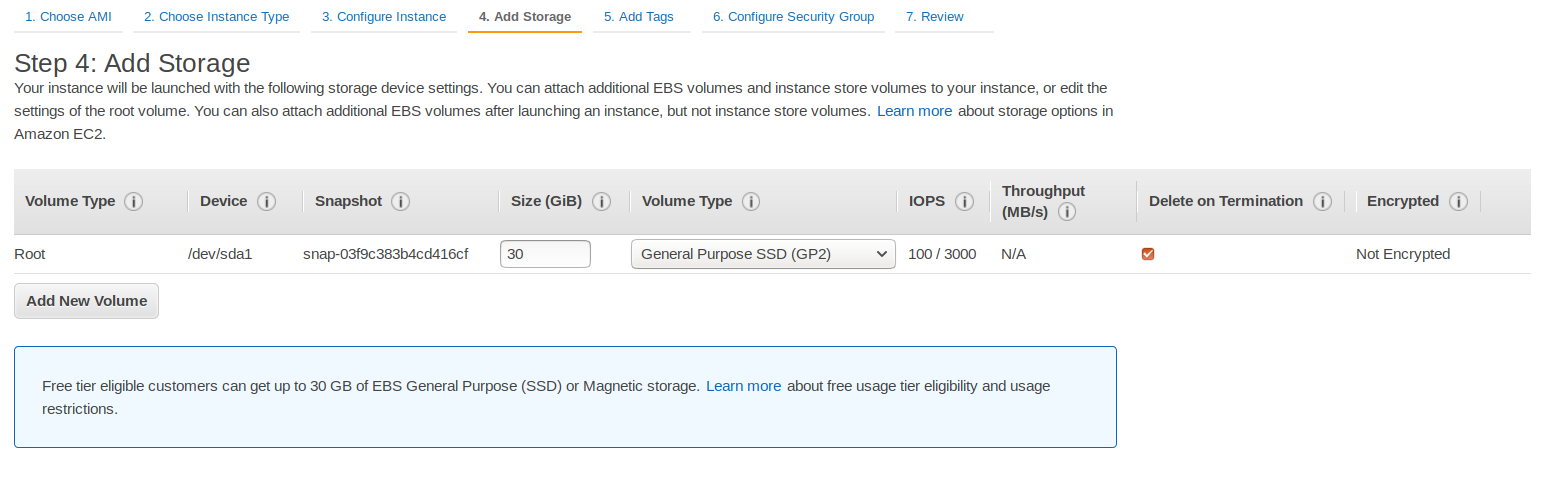 1. Choose AMI 2. Choose Instance Type 3. Configure Instance 4. Add Storage 5. Add Tags 6. Configure Security Group 7. Review
Step 4: Add Storage
Your instance will be launched with the following storage device settings. You can attach additional EBS volumes and instance store volumes to your instance, or edit the
settings of the root volume. You can also attach additional EBS volumes after launching an instance, but not instance store volumes. Learn more about storage options in
Amazon EC2.
Volume Type Device Snapshot Size (GiB) Volume Type IOPS Throughput (MB/s) Delete on Termination Encrypted
Root /dev/sda1 snap-03f9c383b4cd416cf 30 General Purpose SSD (GP2) 100 / 3000 N/A Not Encrypted
Add New Volume
Free tier eligible customers can get up to 30 GB of EBS General Purpose (SSD) or Magnetic storage. Learn more about free usage tier eligibility and usage
restrictions.